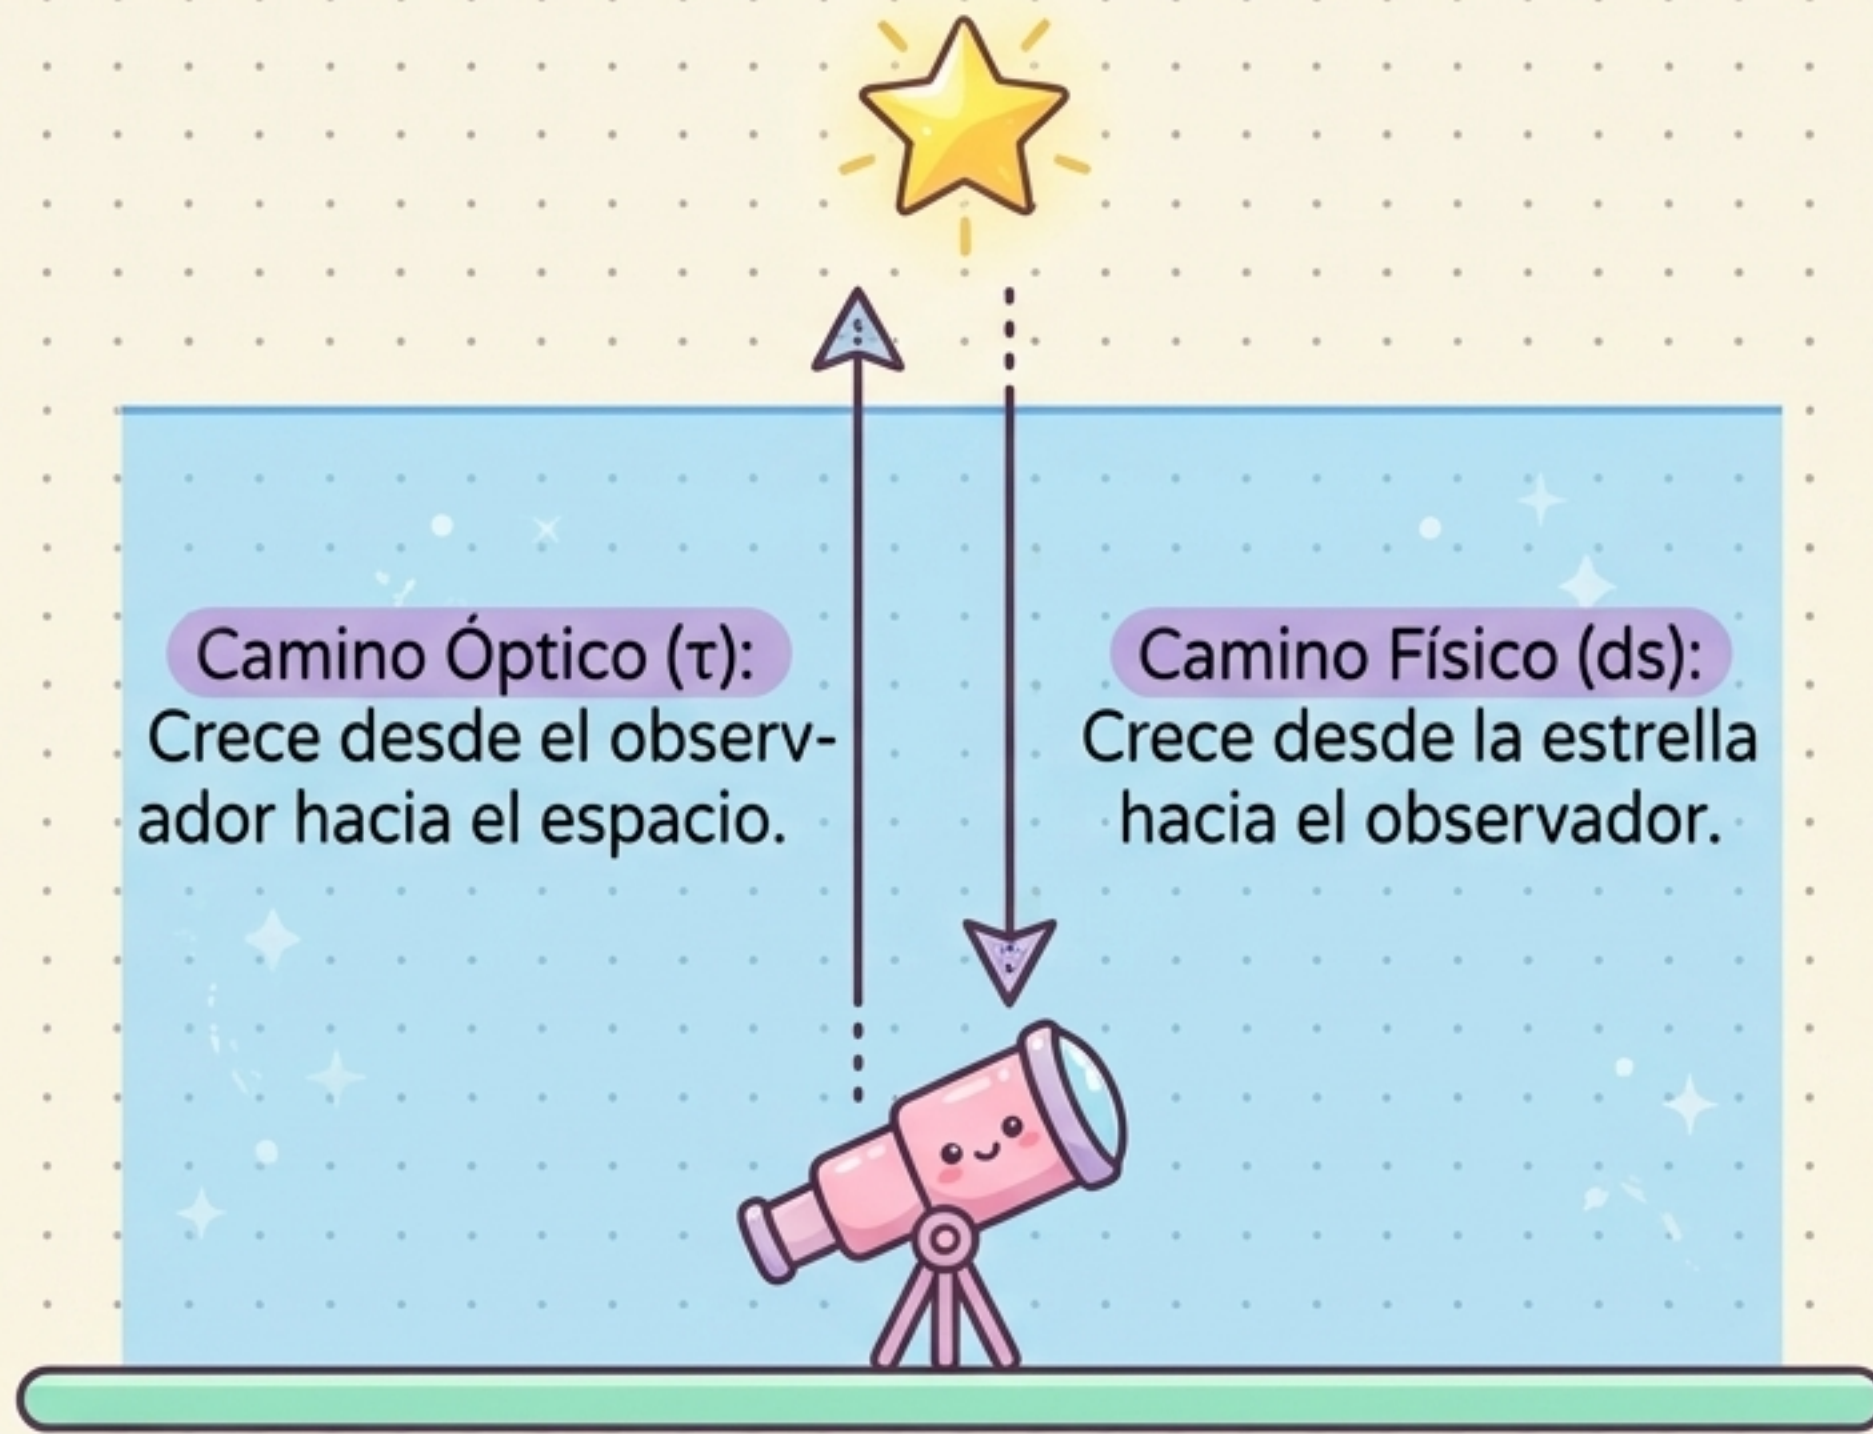 Camino Óptico (τ):
Crece desde el observ-
ador hacia el espacio.
Camino Físico (ds):
Crece desde la estrella
hacia el observador.